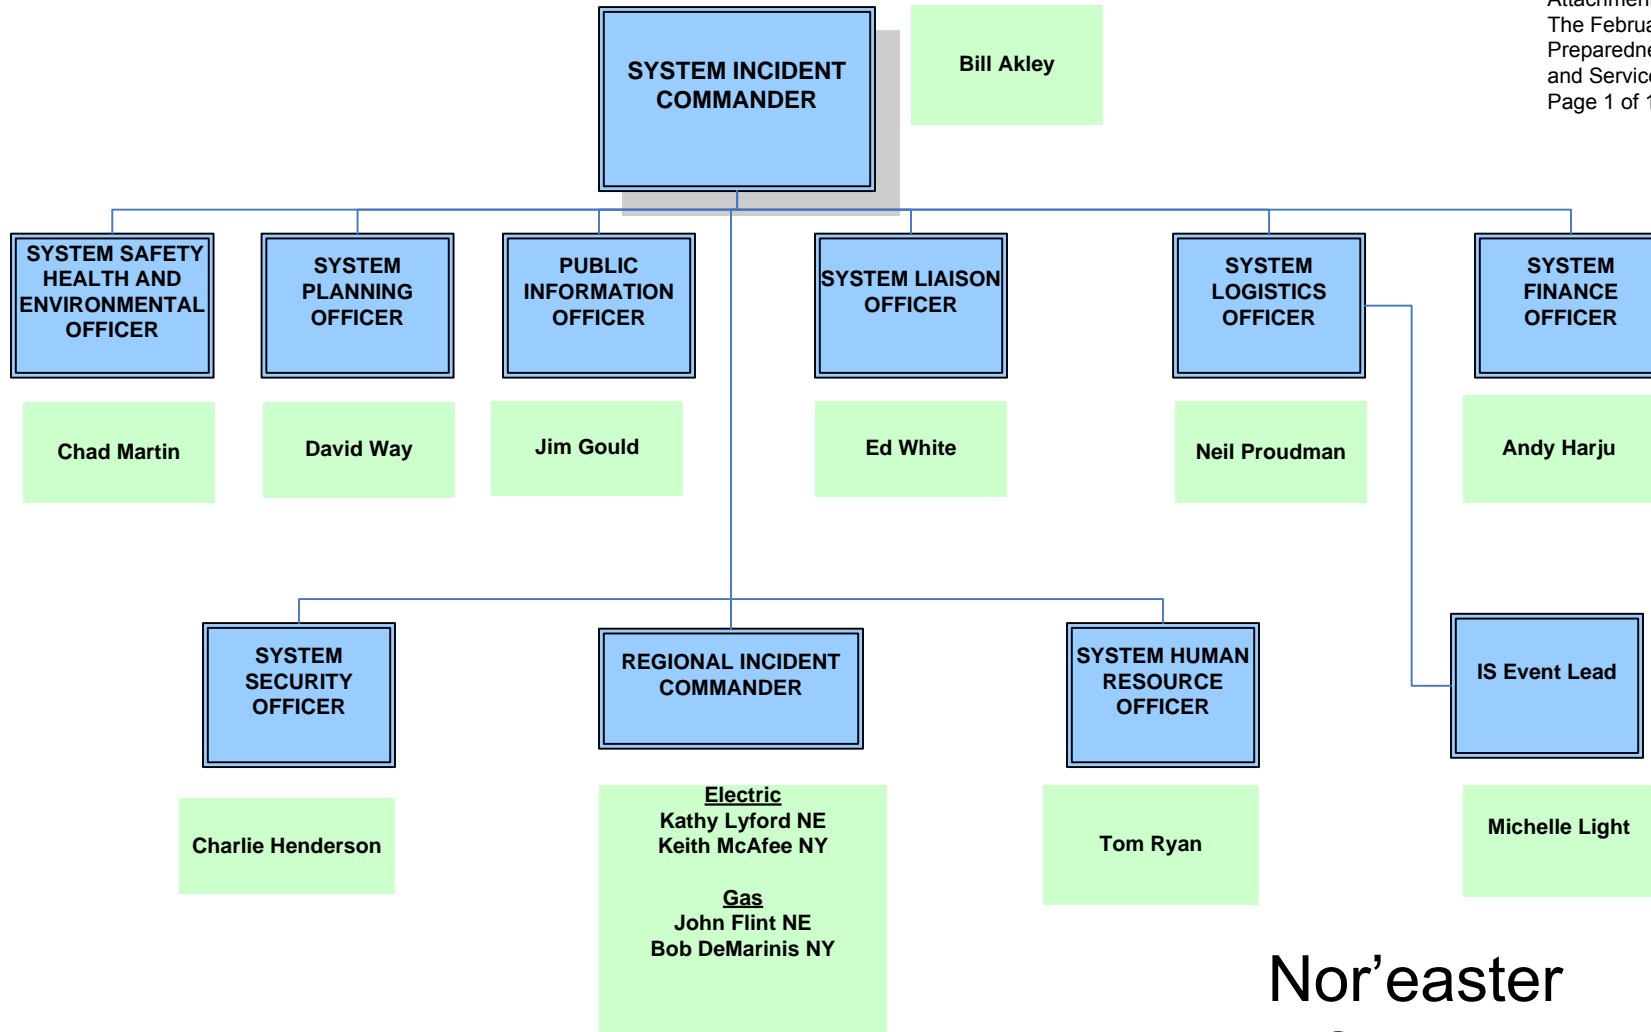 The
Page 1 of 1
and
SYSTEM INCIDENT
COMMANDER
Bill Akley
SYSTEM SAFETY
HEALTH AND
ENVIRONMENTAL
OFFICER
SYSTEM
PLANNING
OFFICER
PUBLIC
INFORMATION
OFFICER
SYSTEM LIAISON
OFFICER
SYSTEM
LOGISTICS
OFFICER
SYSTEM
FINANCE
OFFICER
Chad Martin
David Way
Jim Gould
Ed White
Neil Proudman
Andy Harju
SYSTEM
SECURITY
OFFICER
REGIONAL INCIDENT
COMMANDER
SYSTEM HUMAN
RESOURCE
OFFICER
IS Event Lead
Charlie Henderson
Electric
Kathy Lyford NE
Keith McAfee NY
Gas
John Flint NE
Bob DeMarinis NY
Tom Ryan
Michelle Light
Nor’easter